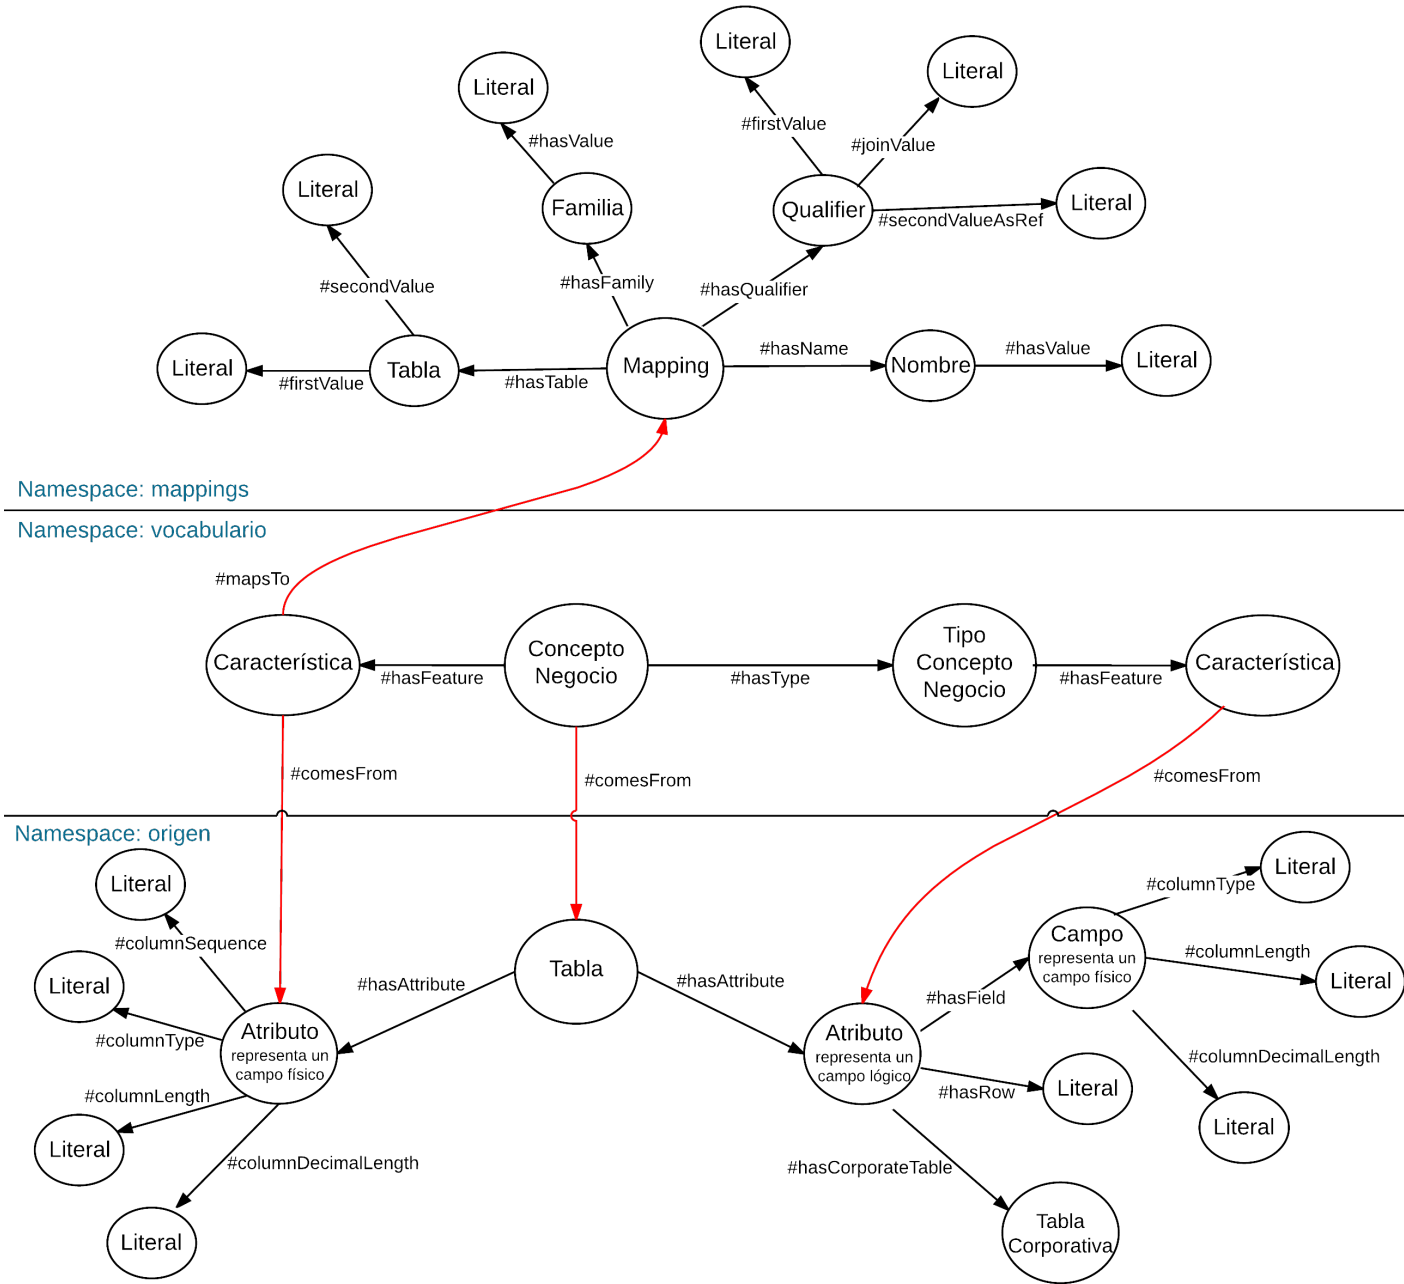 Literal
Literal
Literal
#firstValue
#joinValue
#hasValue
Literal
Familia
Qualifier
Literal
#secondValueAsRef
#secondValue
#hasFamily
#hasQualifier
Literal
#firstValue
Tabla
#hasTable
Mapping
#hasName
Nombre
#hasValue
Literal
Namespace: mappings
Namespace: vocabulario
#mapsTo
Característica
#hasFeature
Concepto
Negocio
#hasType
Tipo
Concepto
Negocio
#hasFeature
Característica
#comesFrom
#comesFrom
#comesFrom
Namespace: origen
Literal
#columnSequence
Literal
#columnType
#columnLength
Literal
#columnDecimalLength
Literal
Atributo
representa un
campo físico
#hasAttribute
Tabla
#hasAttribute
Atributo
representa un
campo lógico
#hasField
Campo
representa un
campo físico
#columnType
Literal
#columnLength
Literal
#columnDecimalLength
Literal
#hasRow
Literal
#hasCorporateTable
Tabla
Corporativa